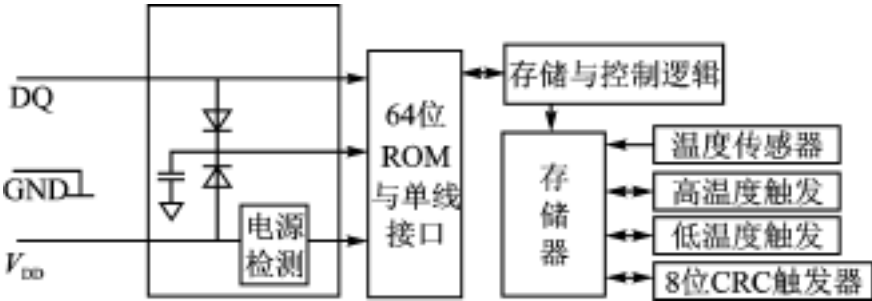 DQ
GND
VDD
电源
检测
64位
ROM
与单线
接口
存储与控制逻辑
存
储
器
温度传感器
高温度触发
低温度触发
8位CRC触发器